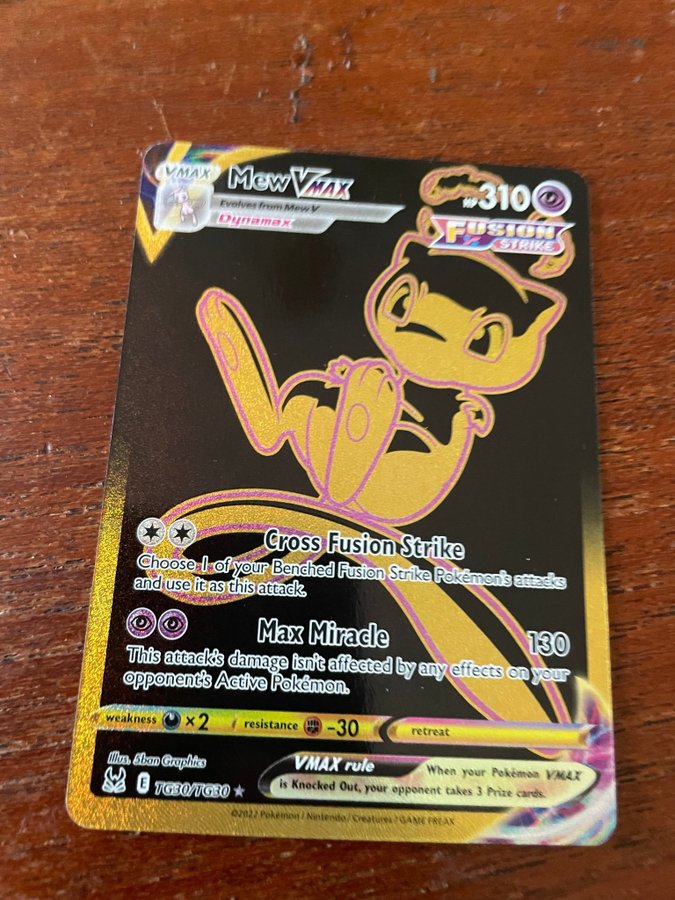 VMAX
Mew VMAX
HP 310
Evolves from Mew V
Dynamax
FUSION
STRIKE
Cross Fusion Strike
Choose 1 of your Benched Fusion Strike Pokémon's attacks
and use it as this attack.
Max Miracle 130
This attack's damage isn't affected by any effects on your
opponent's Active Pokémon.
weakness ×2 resistance -30 retreat
Illus. 5ban Graphics
E TG30/TG30 ★
VMAX rule
When your Pokémon VMAX
is Knocked Out, your opponent takes 3 Prize cards.
©2022 Pokémon / Nintendo / Creatures / GAME FREAK